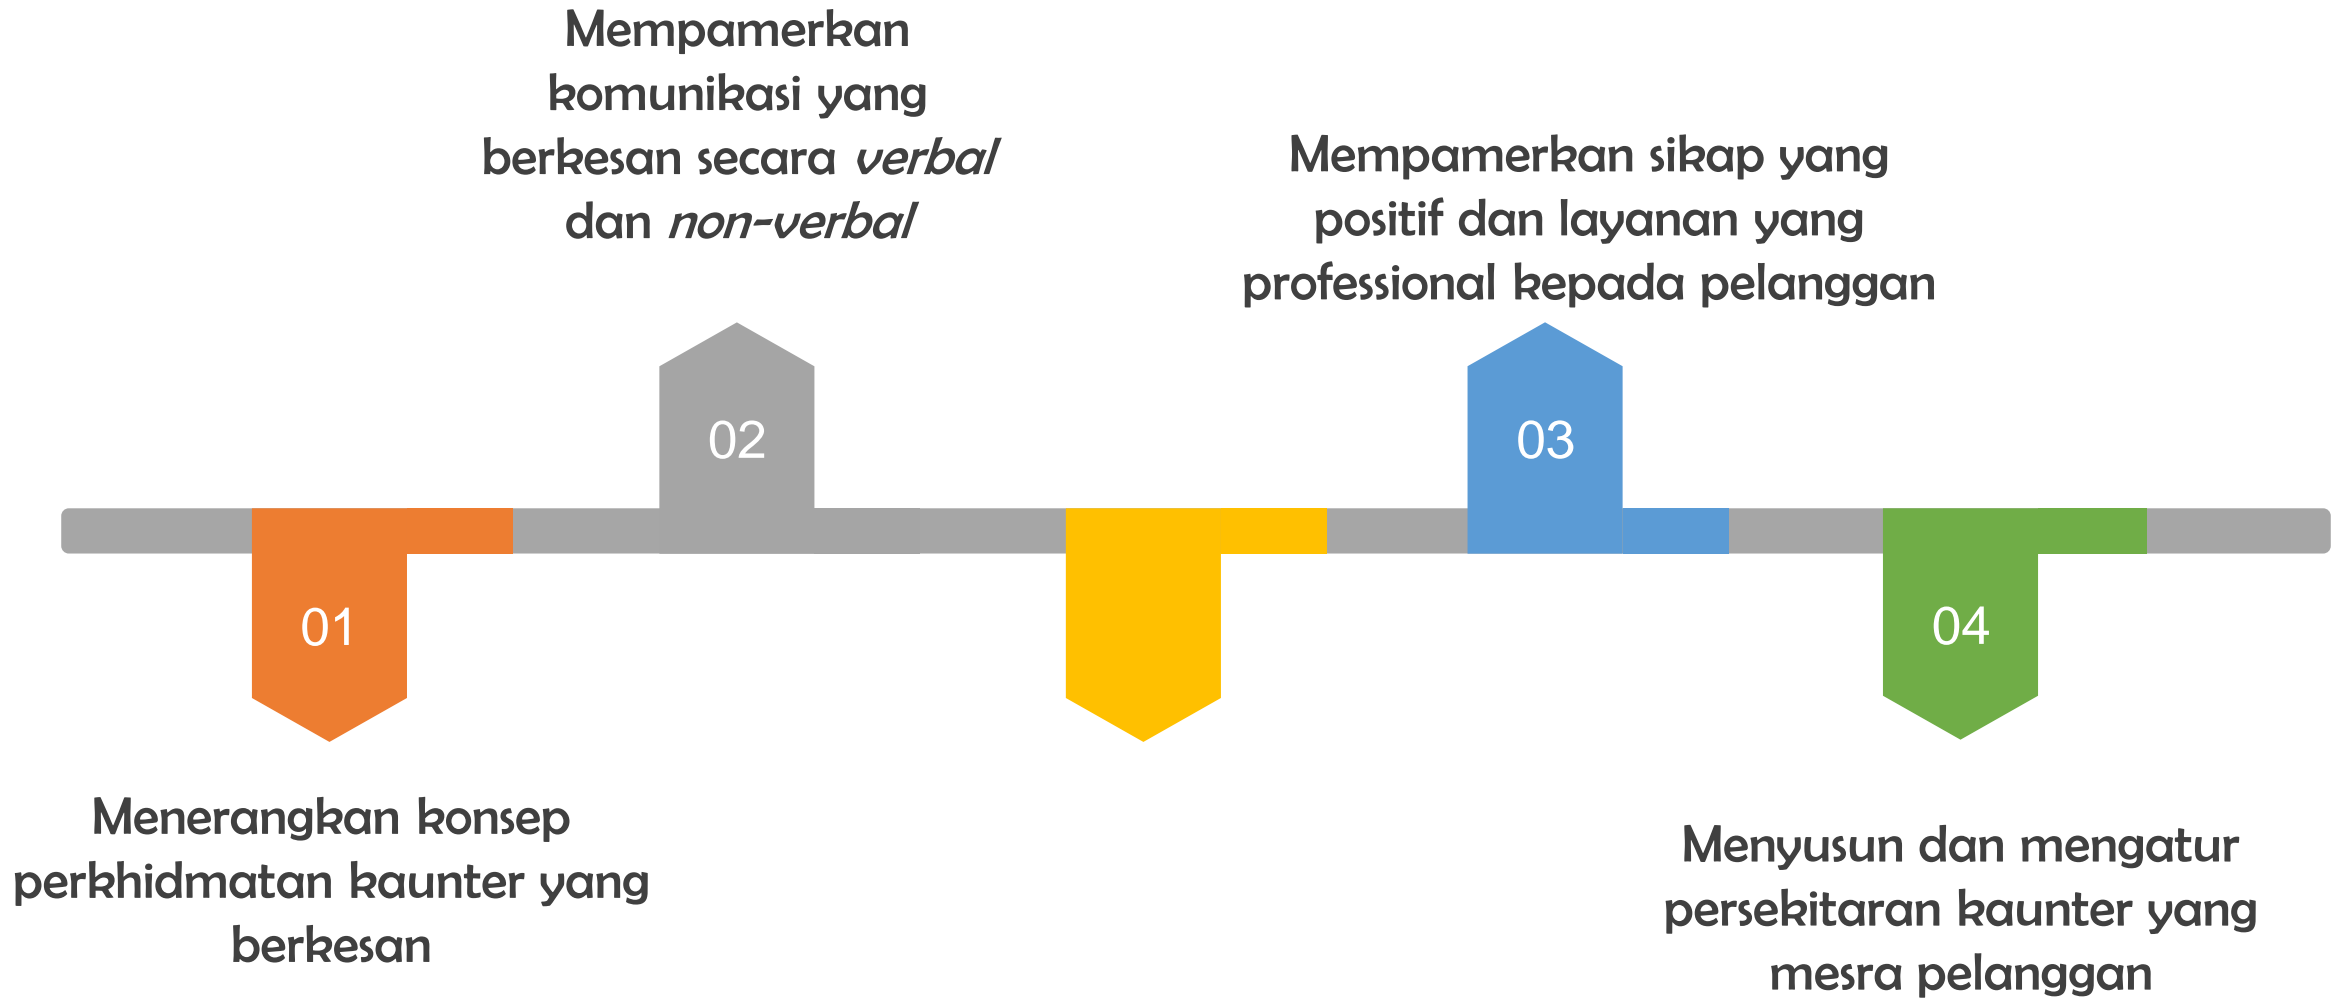 Mempamerkan
komunikasi yang
berkesan secara verbal
dan non-verbal
Mempamerkan sikap yang
positif dan layanan yang
professional kepada pelanggan
02
03
01
04
Menerangkan konsep
perkhidmatan kaunter yang
berkesan
Menyusun dan mengatur
persekitaran kaunter yang
mesra pelanggan